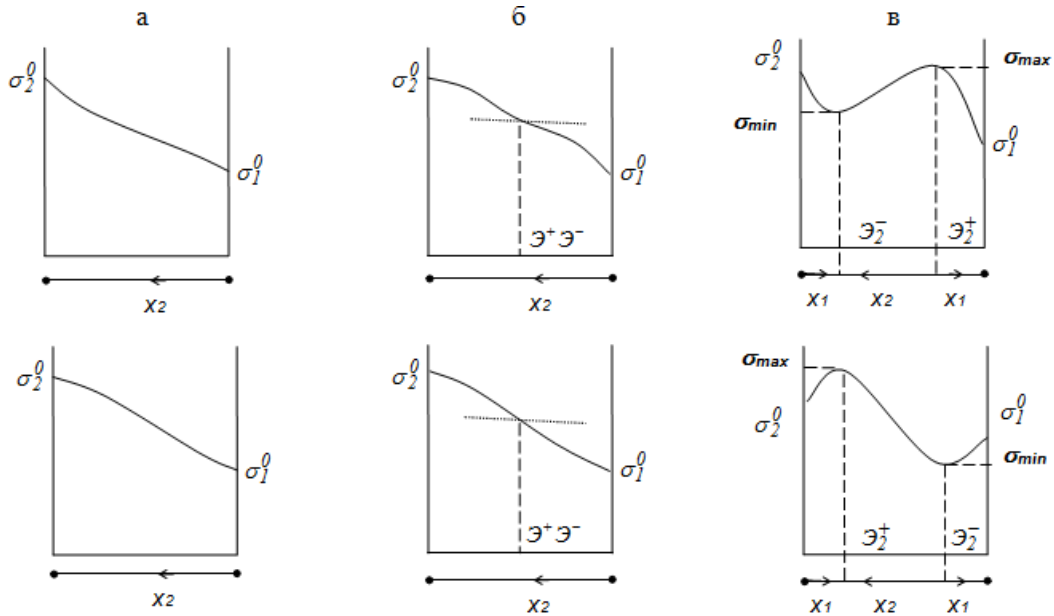 а
б
в
σ₂⁰
σ₁⁰
x₂
σ₂⁰
σ₁⁰
Э⁺Э⁻
x₂
σ₂⁰
σmax
σmin
σ₁⁰
Э₂⁻ Э₂⁺
x₁ x₂ x₁
σ₂⁰
σ₁⁰
x₂
σ₂⁰
σ₁⁰
Э⁺Э⁻
x₂
σmax
σ₂⁰
σ₁⁰
σmin
Э₂⁺ Э₂⁻
x₁ x₂ x₁